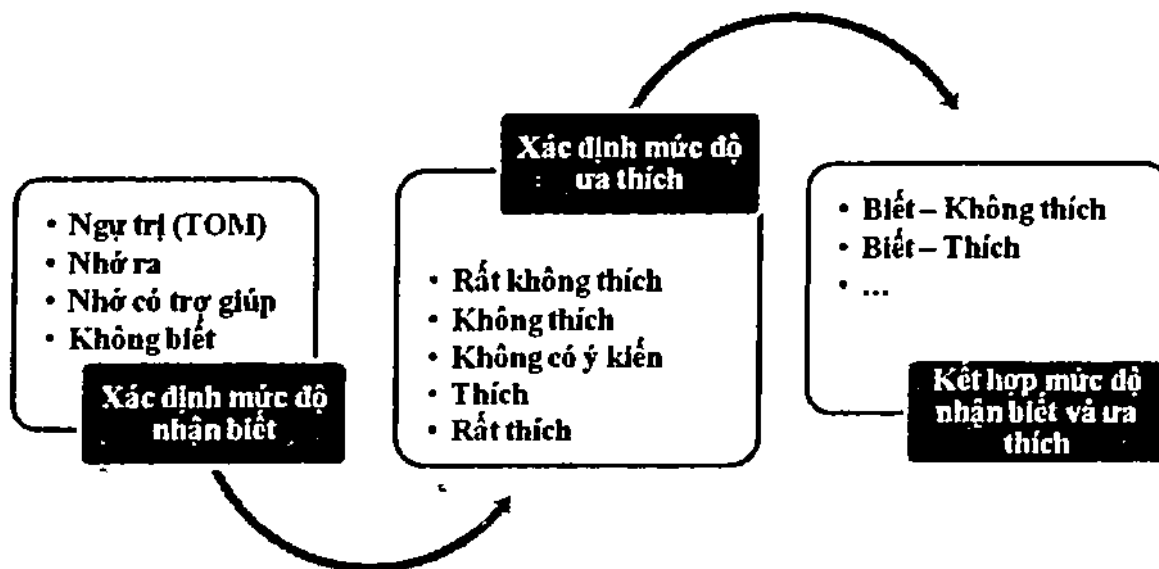 • Ngự trị (TOM)
• Nhớ ra
• Nhớ có trợ giúp
• Không biết
Xác định mức độ
nhận biết
Xác định mức độ
ưa thích
• Rất không thích
• Không thích
• Không có ý kiến
• Thích
• Rất thích
• Biết – Không thích
• Biết – Thích
• ...
Kết hợp mức độ
nhận biết và ưa
thích